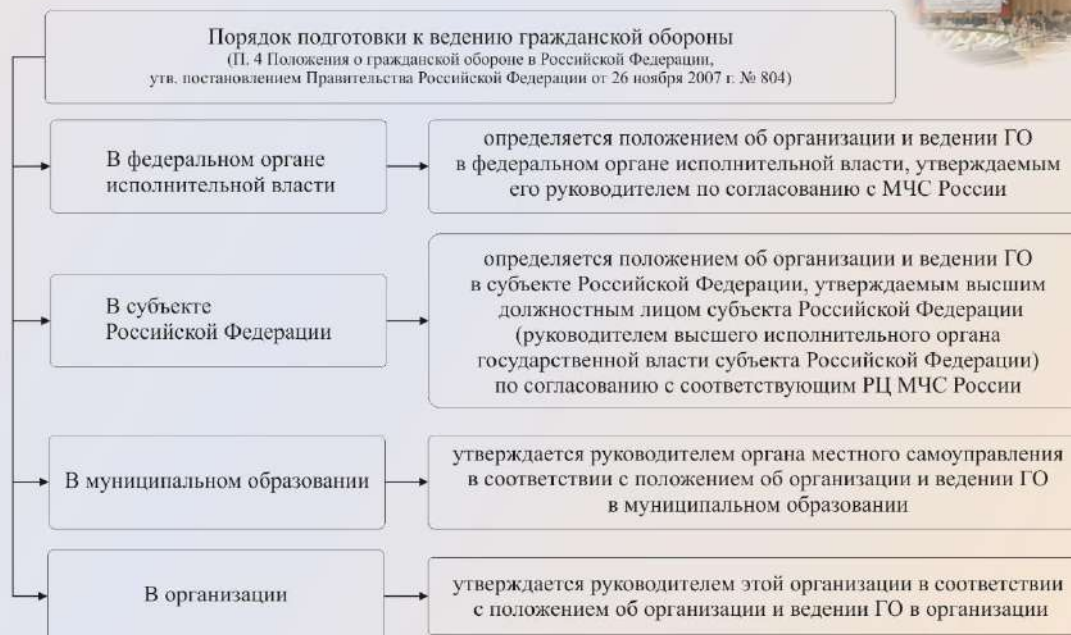 Порядок подготовки к ведению гражданской обороны
(П. 4 Положения о гражданской обороне в Российской Федерации,
утв. постановлением Правительства Российской Федерации от 26 ноября 2007 г. № 804)
В федеральном органе
исполнительной власти
определяется положением об организации и ведении ГО
в федеральном органе исполнительной власти, утверждаемым
его руководителем по согласованию с МЧС России
В субъекте
Российской Федерации
определяется положением об организации и ведении ГО
в субъекте Российской Федерации, утверждаемым высшим
должностным лицом субъекта Российской Федерации
(руководителем высшего исполнительного органа
государственной власти субъекта Российской Федерации)
по согласованию с соответствующим РЦ МЧС России
В муниципальном образовании
утверждается руководителем органа местного самоуправления
в соответствии с положением об организации и ведении ГО
в муниципальном образовании
В организации
утверждается руководителем этой организации в соответствии
с положением об организации и ведении ГО в организации